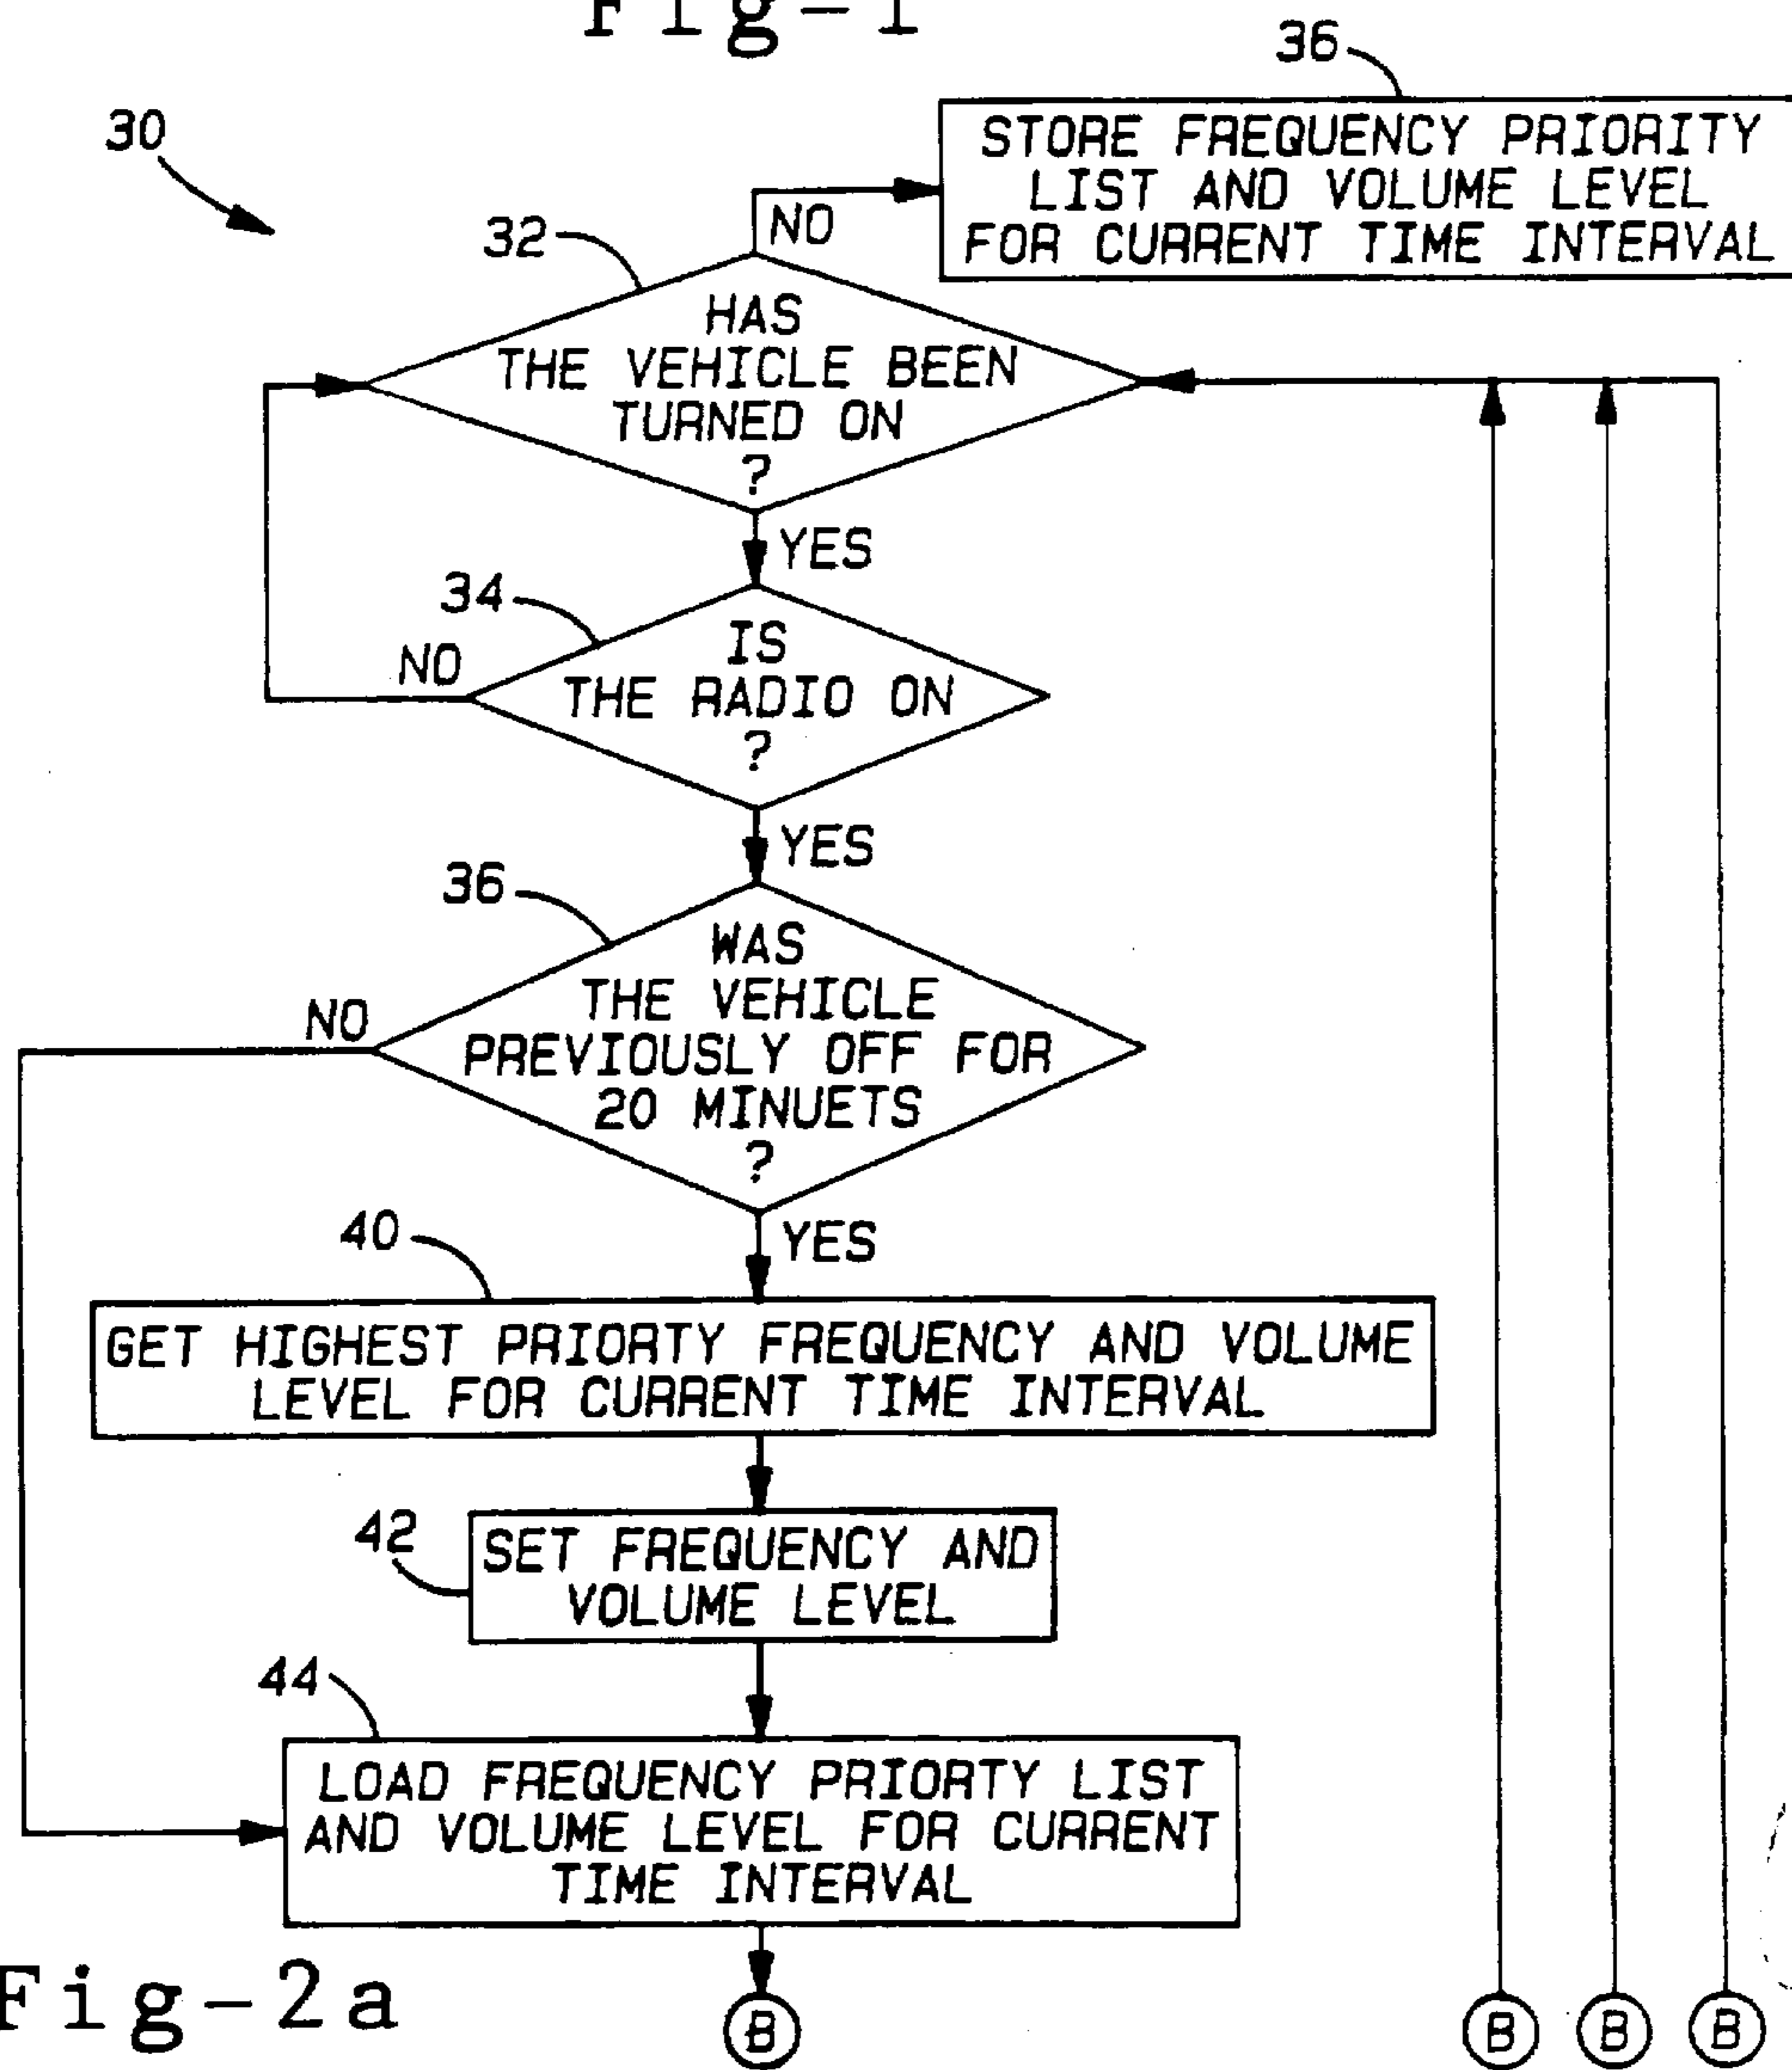 Fig-1
36
STORE FREQUENCY PRIORITY
LIST AND VOLUME LEVEL
FOR CURRENT TIME INTERVAL
30
32
NO
HAS
THE VEHICLE BEEN
TURNED ON
?
YES
34
NO
IS
THE RADIO ON
?
YES
36
NO
WAS
THE VEHICLE
PREVIOUSLY OFF FOR
20 MINUETS
?
YES
40
GET HIGHEST PRIORTY FREQUENCY AND VOLUME
LEVEL FOR CURRENT TIME INTERVAL
42
SET FREQUENCY AND
VOLUME LEVEL
44
LOAD FREQUENCY PRIORTY LIST
AND VOLUME LEVEL FOR CURRENT
TIME INTERVAL
Fig-2a
B
B
B
B